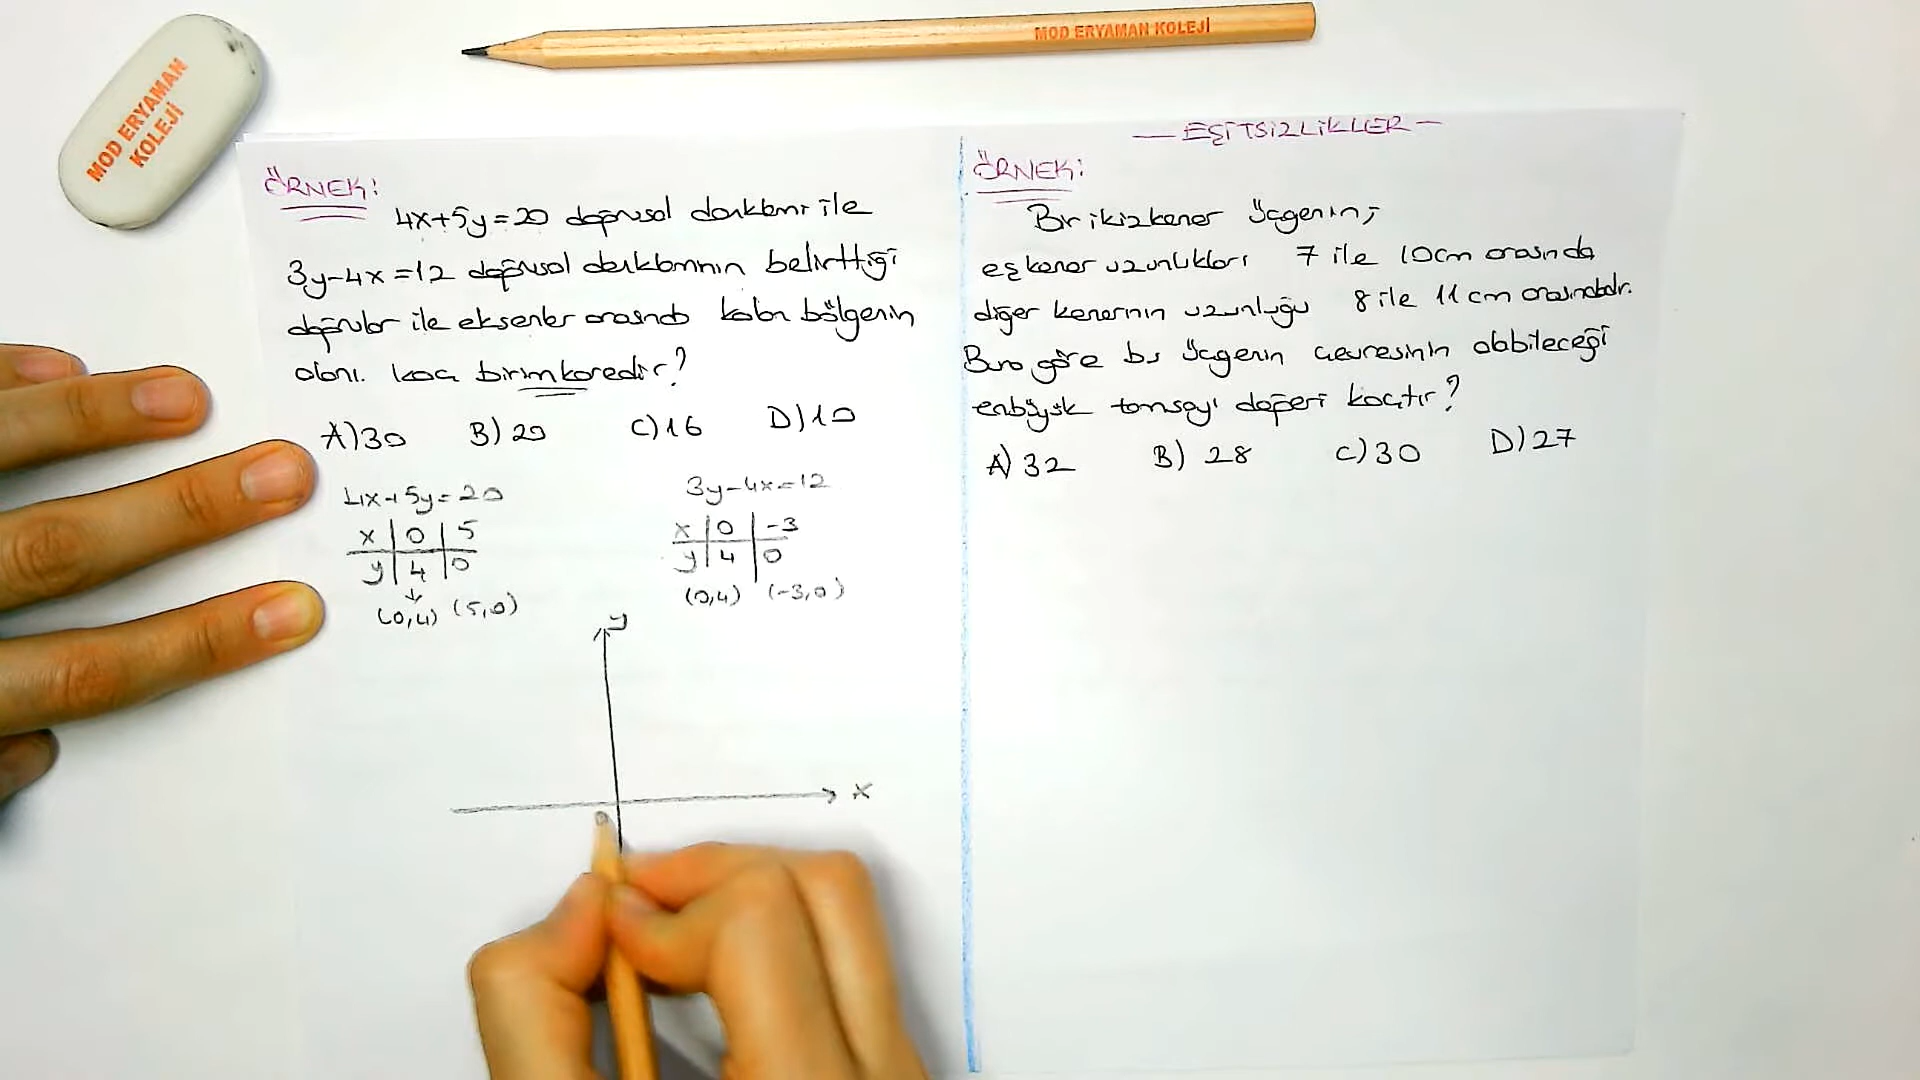 MOD ERYAMAN KOLEJİ
MOD ERYAMAN
KOLEJİ
ÖRNEK:
4x+5y=20 doğrusal denklemi ile
3y-4x=12 doğrusal denkleminin belirttiği
doğrular ile eksenler arasında kalan bölgenin
alanı kaç birimkaredir?
A)30 B)20 C)16 D)10
4x+5y=20
x 0 5
y 4 0
(0,4) (5,0)
3y-4x=12
x 0 -3
y 4 0
(0,4) (-3,0)
y
x
0
— EŞİTSİZLİKLER —
ÖRNEK:
Bir ikizkenar üçgenin;
eşkenar uzunlukları 7 ile 10cm arasında
diğer kenarının uzunluğu 8 ile 11 cm arasındadır.
Buna göre bu üçgenin çevresinin alabileceği
enbüyük tamsayı değeri kaçtır?
A) 32 B) 28 C) 30 D) 27